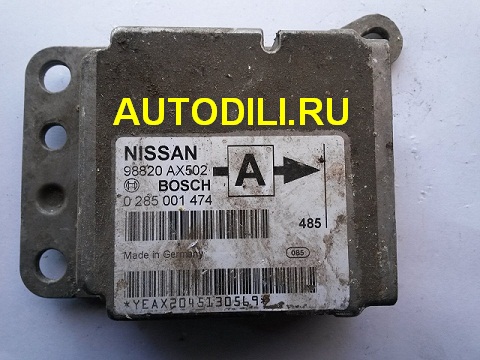 AUTODILI.RU
NISSAN
98820 AX502
A
BOSCH
0 285 001 474
485
Made in Germany
085
*YEAX2045130569*